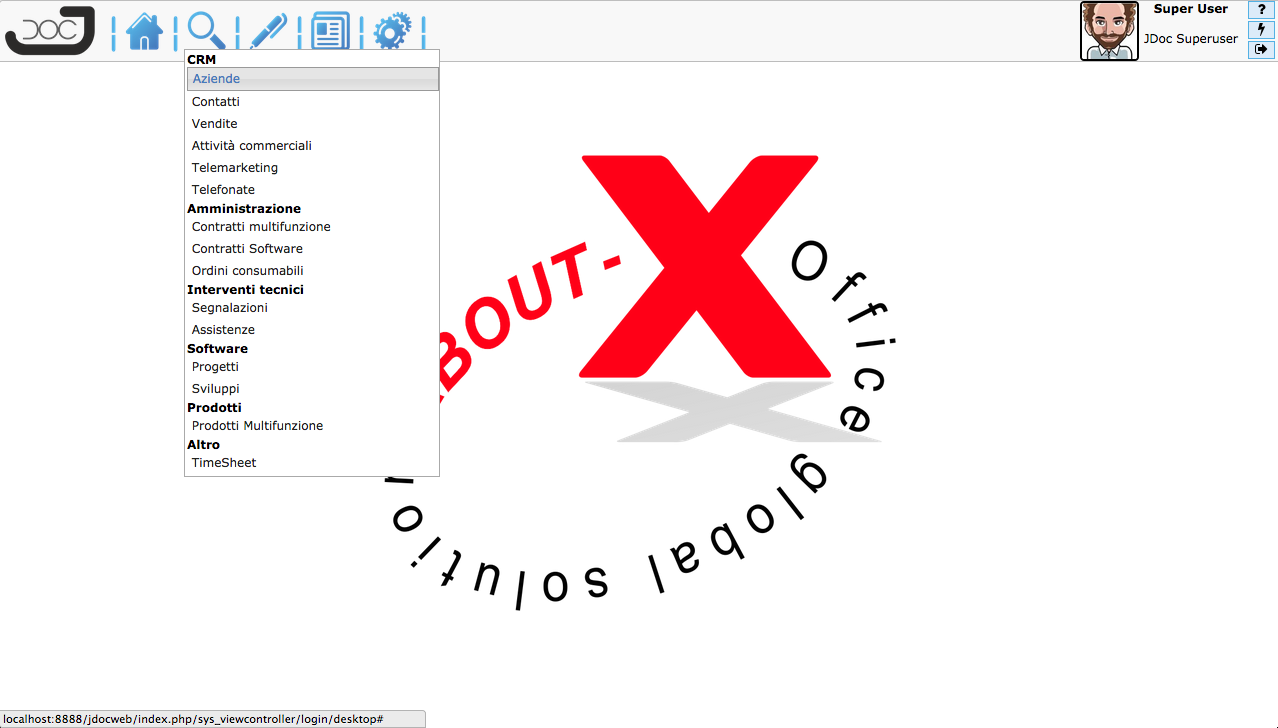 JDOC
Super User
JDoc Superuser
?
CRM
Aziende
Contatti
Vendite
Attività commerciali
Telemarketing
Telefonate
Amministrazione
Contratti multifunzione
Contratti Software
Ordini consumabili
Interventi tecnici
Segnalazioni
Assistenze
Software
Progetti
Sviluppi
Prodotti
Prodotti Multifunzione
Altro
TimeSheet
BOUT-X
Office global solutio
localhost:8888/jdocweb/index.php/sys_viewcontroller/login/desktop#